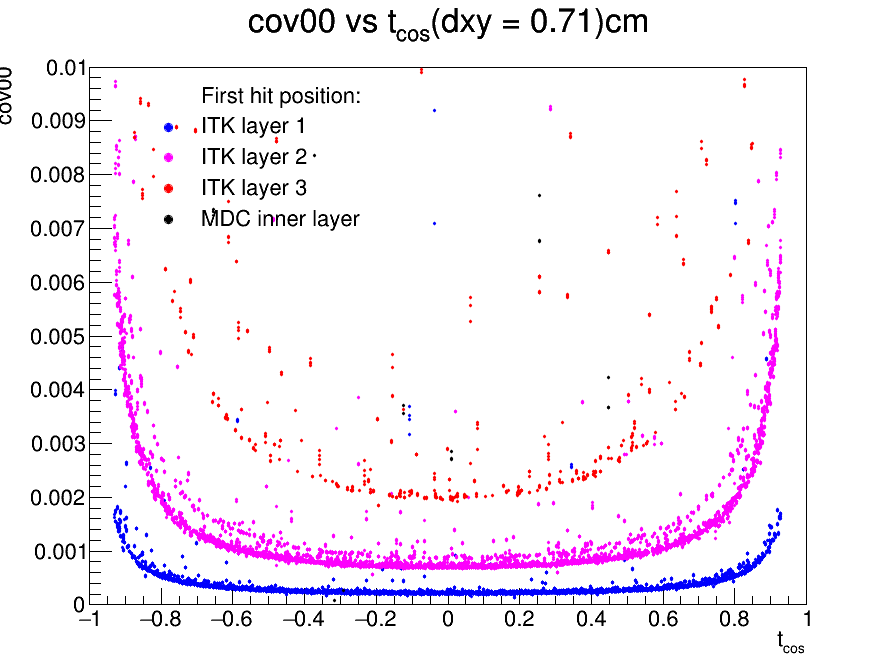 cov00 vs t_cos(dxy = 0.71)cm
cov00
0.01
0.009
0.008
0.007
0.006
0.005
0.004
0.003
0.002
0.001
0
First hit position:
ITK layer 1
ITK layer 2
ITK layer 3
MDC inner layer
−1 −0.8 −0.6 −0.4 −0.2 0 0.2 0.4 0.6 0.8 1
t_cos